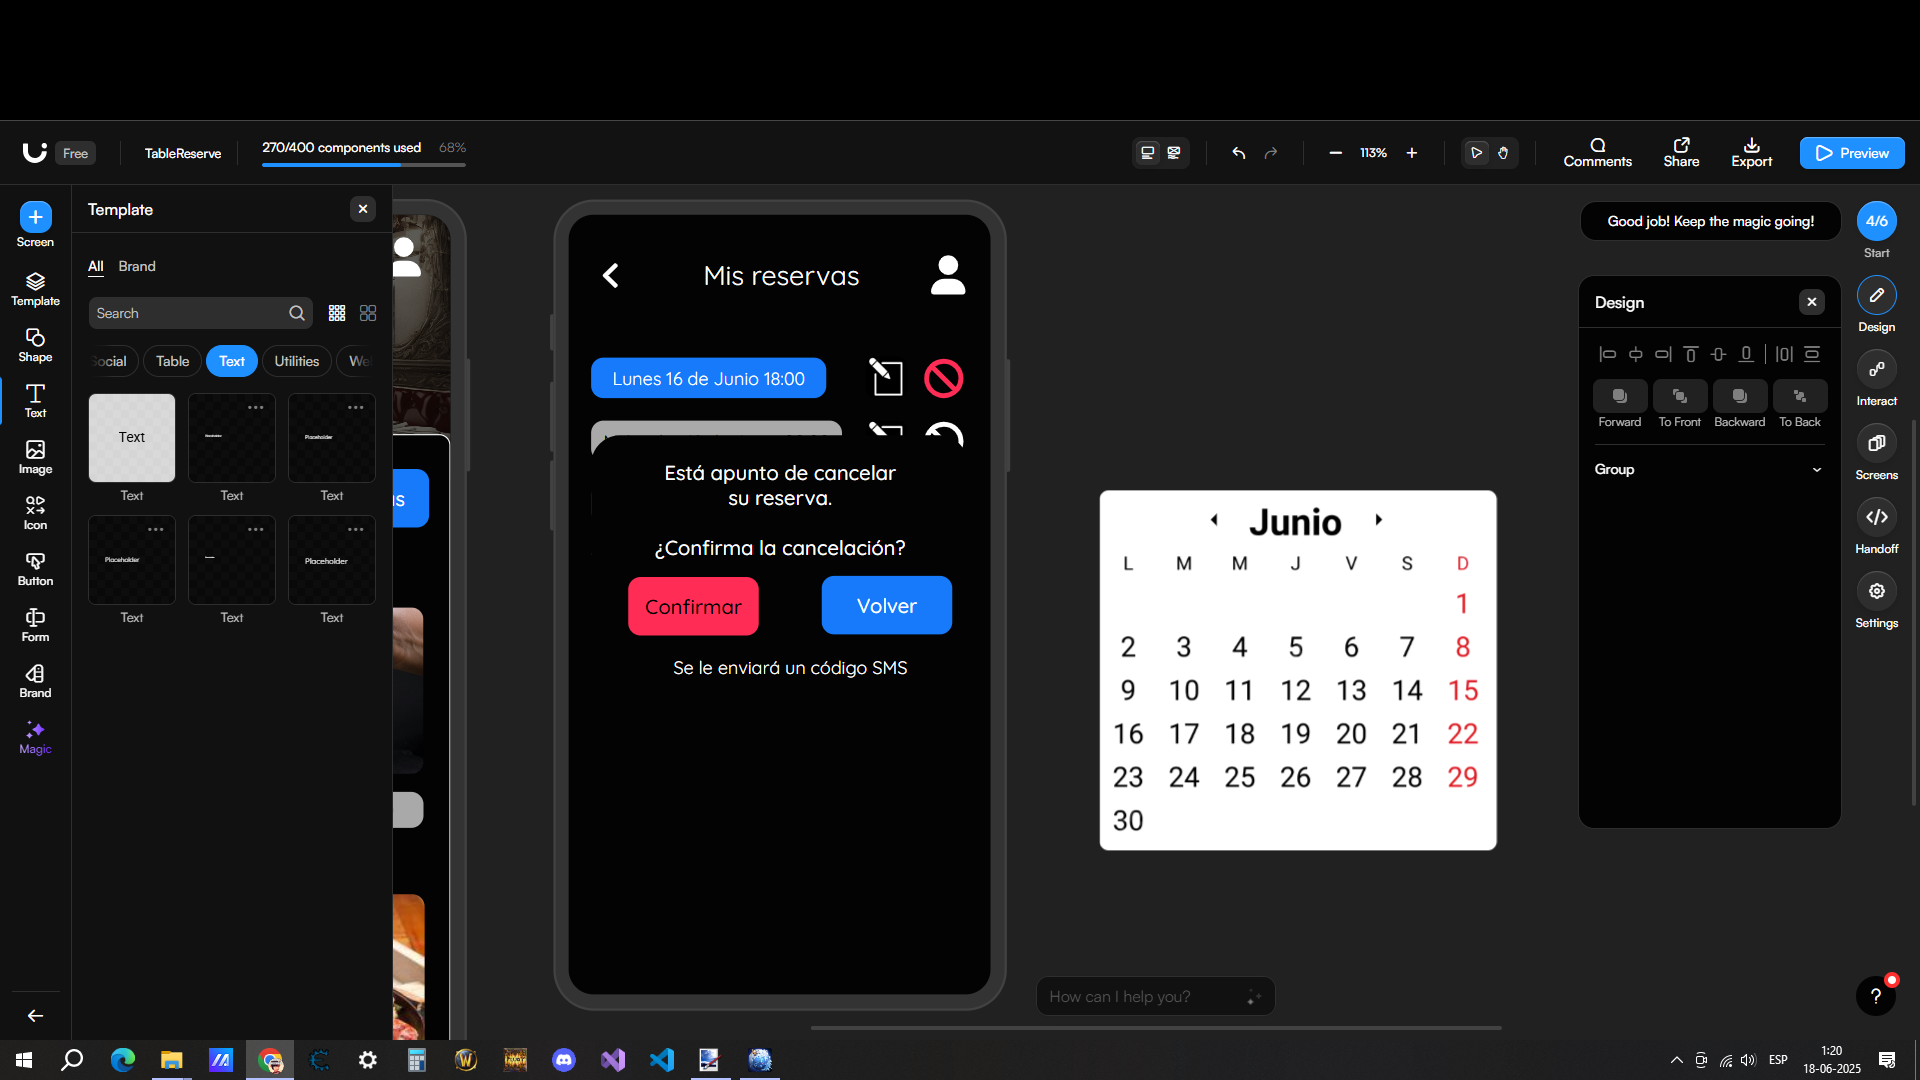 Free
TableReserve
270/400 components used 68%
113%
Comments
Share
Export
Preview
Screen
Template
Shape
Text
Image
Icon
Button
Form
Brand
Magic
Template
All Brand
Search
Social Table Text Utilities We
Text
Text
Placeholder
Text Text Text
Placeholder
Placeholder
Text Text Text
as
Mis reservas
Lunes 16 de Junio 18:00
Está apunto de cancelar
su reserva.
¿Confirma la cancelación?
Confirmar Volver
Se le enviará un código SMS
Junio
L M M J V S D
1
2 3 4 5 6 7 8
9 10 11 12 13 14 15
16 17 18 19 20 21 22
23 24 25 26 27 28 29
30
How can I help you?
Good job! Keep the magic going!
4/6
Start
Design
Forward To Front Backward To Back
Group
Design
Interact
Screens
Handoff
Settings
?
ESP
1:20
18-06-2025